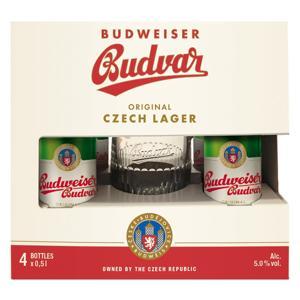 BUDWEISER
Budvar
ORIGINAL
CZECH LAGER
Budweiser
Budvar
Budweiser
Budvar
4 BOTTLES
x 0,5 l
Alc.
5.0 % vol.
OWNED BY THE CZECH REPUBLIC